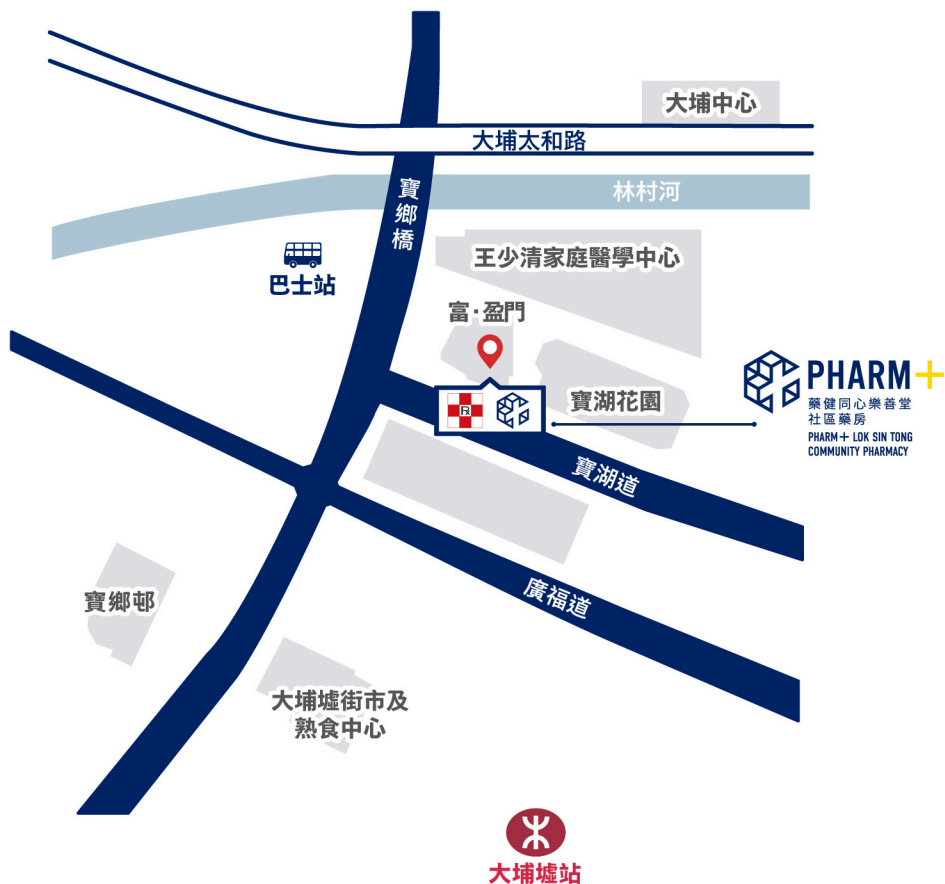 大埔中心
大埔太和路
林村河
寶鄉橋
王少清家庭醫學中心
巴士站
富·盈門
PHARM+
藥健同心樂善堂
社區藥房
PHARM+ LOK SIN TONG
COMMUNITY PHARMACY
寶湖花園
℞
寶湖道
廣福道
寶鄉邨
大埔墟街市及
熟食中心
大埔墟站